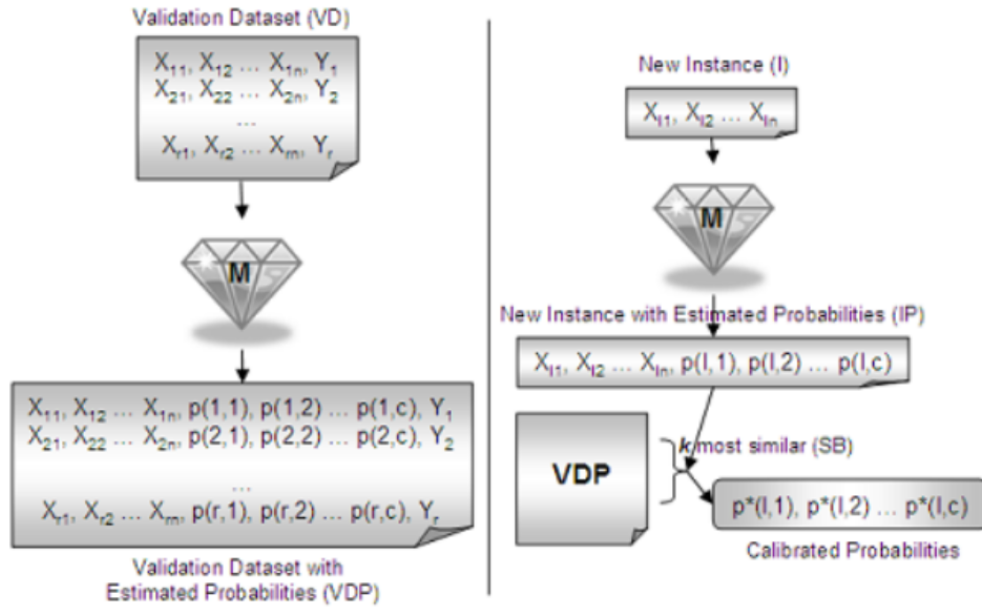 Validation Dataset (VD)
X11, X12 ... X1n, Y1
X21, X22 ... X2n, Y2
...
Xr1, Xr2 ... Xrn, Yr
M
X11, X12 ... X1n, p(1,1), p(1,2) ... p(1,c), Y1
X21, X22 ... X2n, p(2,1), p(2,2) ... p(2,c), Y2
...
Xr1, Xr2 ... Xrn, p(r,1), p(r,2) ... p(r,c), Yr
Validation Dataset with
Estimated Probabilities (VDP)
New Instance (I)
XI1, XI2 ... XIn
M
New Instance with Estimated Probabilities (IP)
XI1, XI2 ... XIn, p(I,1), p(I,2) ... p(I,c)
VDP
k most similar (SB)
p*(I,1), p*(I,2) ... p*(I,c)
Calibrated Probabilities